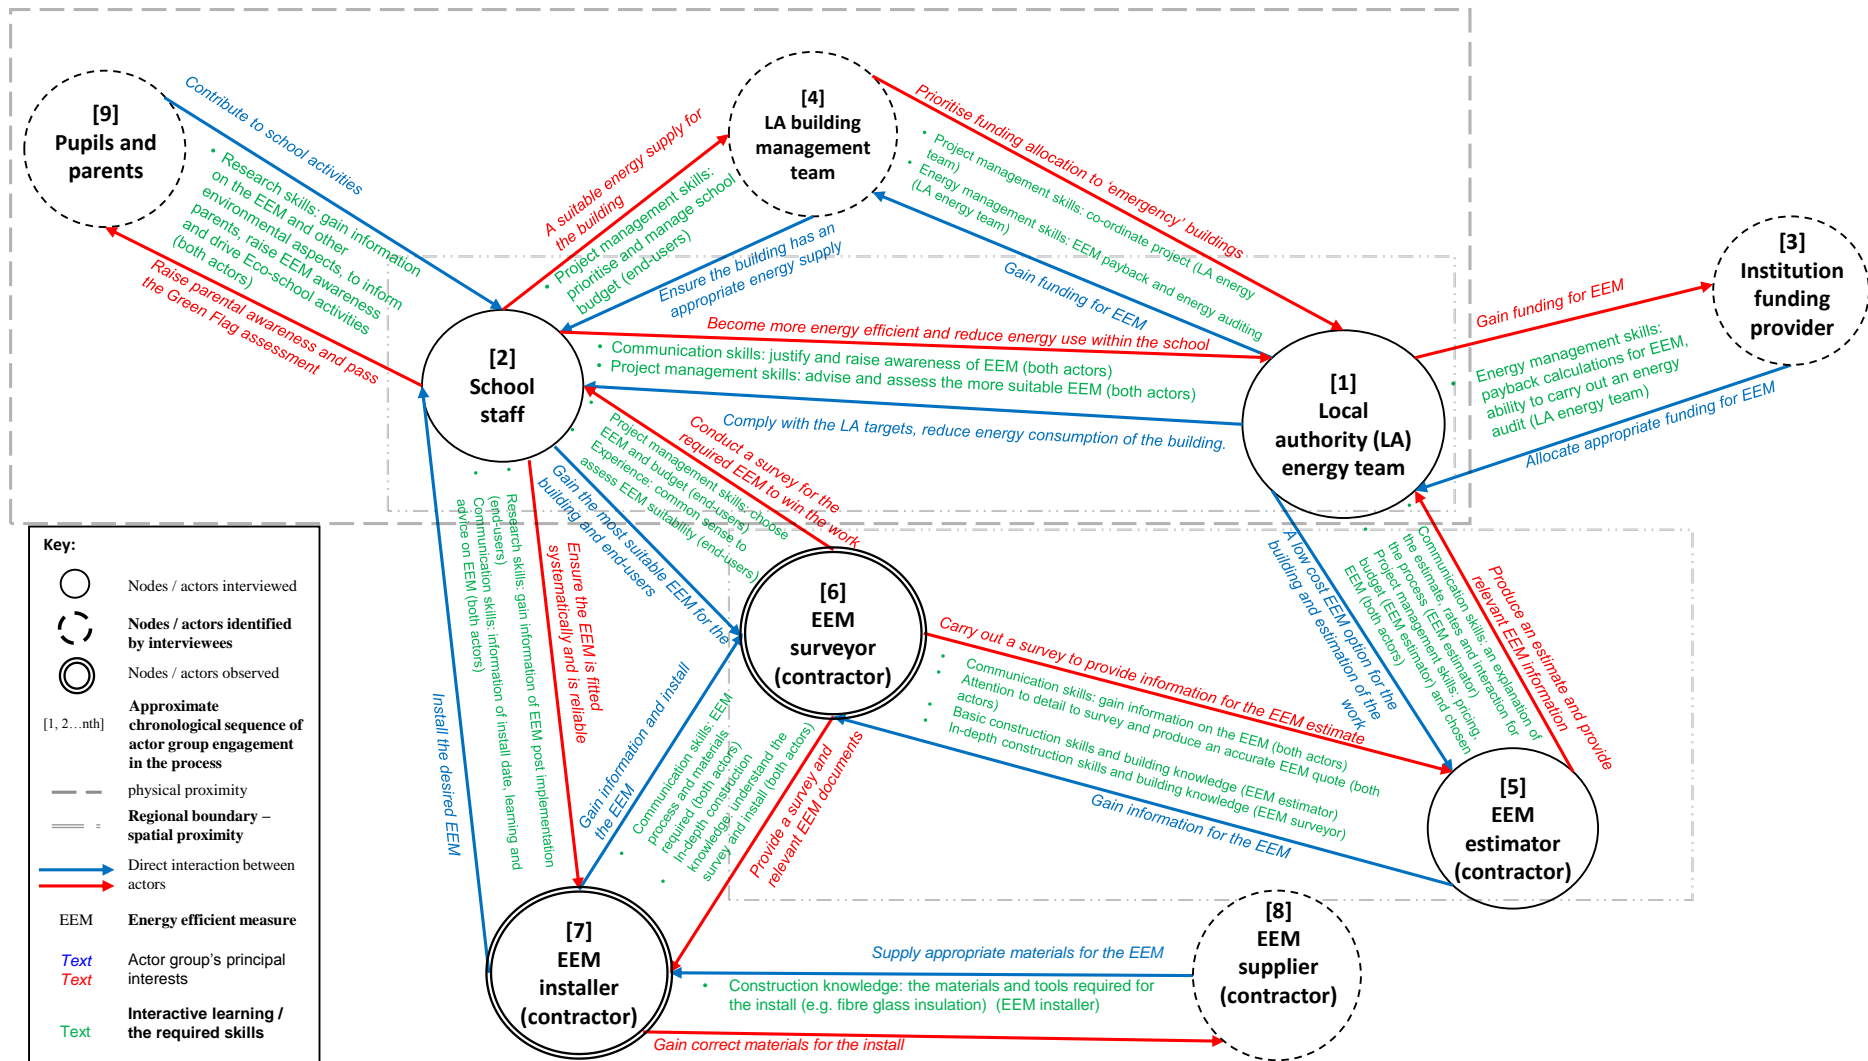 [9]
Pupils and
parents
Contribute to school activities
• Research skills: gain information
on the EEM and other
environmental aspects, to inform
parents, raise EEM awareness
and drive Eco-school activities
(both actors)
Raise parental awareness and pass
the Green Flag assessment
[4]
LA building
management
team
A suitable energy supply for
the building
• Project management skills:
prioritise and manage school
budget (end-users)
Ensure the building has an
appropriate energy supply
Prioritise funding allocation to 'emergency' buildings
• Project management skills: co-ordinate project (LA energy
team)
• Energy management skills: EEM payback and energy auditing
(LA energy team)
Gain funding for EEM
[3]
Institution
funding
provider
Gain funding for EEM
• Energy management skills:
payback calculations for EEM,
ability to carry out an energy
audit (LA energy team)
Allocate appropriate funding for EEM
[2]
School
staff
Become more energy efficient and reduce energy use within the school
• Communication skills: justify and raise awareness of EEM (both actors)
• Project management skills: advise and assess the more suitable EEM (both actors)
Comply with the LA targets, reduce energy consumption of the building.
[1]
Local
authority (LA)
energy team
Conduct a survey for the
required EEM to win the work
• Project management skills: choose
EEM and budget (end-users)
• Experience: common sense to
assess EEM suitability (end-users)
Gain the most suitable EEM for the
building and end-users
Ensure the EEM is fitted
systematically and is reliable
• Research skills: gain information of EEM post implementation
(end-users)
• Communication skills: information of install date, learning and
advice on EEM (both actors)
Install the desired EEM
A low cost EEM option for the
building and estimation of the
work
• Communication skills: an explanation of
the estimate, rates and interaction for
the process (EEM estimator)
• Project management skills: pricing,
budget (EEM estimator) and chosen
EEM (both actors)
Produce an estimate and provide
relevant EEM information
[6]
EEM
surveyor
(contractor)
Carry out a survey to provide information for the EEM estimate
• Communication skills: gain information on the EEM (both actors)
• Attention to detail to survey and produce an accurate EEM quote (both
actors)
• Basic construction skills and building knowledge (EEM estimator)
• In-depth construction skills and building knowledge (EEM surveyor)
Gain information for the EEM
[5]
EEM
estimator
(contractor)
Gain information and install
the EEM
• Communication skills: EEM
process and materials
required (both actors)
• In-depth construction
knowledge: understand the
survey and install (both actors)
Provide a survey and
relevant EEM documents
[7]
EEM
installer
(contractor)
Supply appropriate materials for the EEM
• Construction knowledge: the materials and tools required for
the install (e.g. fibre glass insulation) (EEM installer)
Gain correct materials for the install
[8]
EEM
supplier
(contractor)
Key:
Nodes / actors interviewed
Nodes / actors identified
by interviewees
Nodes / actors observed
[1, 2…nth]
Approximate
chronological sequence of
actor group engagement
in the process
physical proximity
Regional boundary –
spatial proximity
Direct interaction between
actors
EEM Energy efficient measure
Text
Text
Actor group's principal
interests
Text
Interactive learning /
the required skills